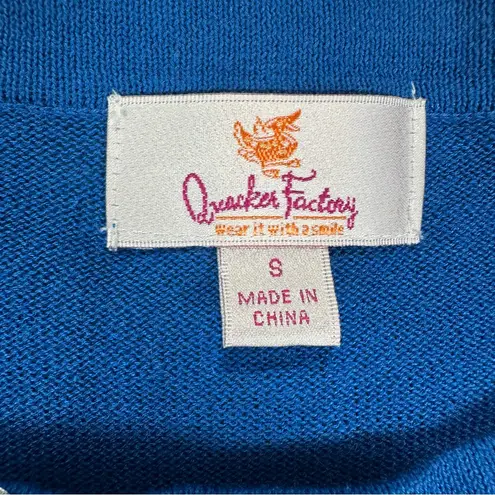 Quacker Factory
Wear it with a smile
S
MADE IN
CHINA